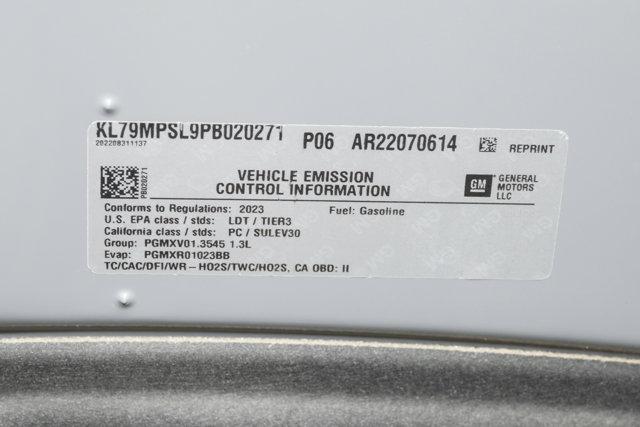 KL79MPSL9PB020271 P06 AR22070614 REPRINT
202208311137
PB020271
VEHICLE EMISSION
CONTROL INFORMATION
GM GENERAL
MOTORS
LLC
Conforms to Regulations: 2023 Fuel: Gasoline
U.S. EPA class / stds: LDT / TIER3
California class / stds: PC / SULEV30
Group: PGMXV01.3545 1.3L
Evap: PGMXR01023BB
TC/CAC/DFI/WR – HO2S/TWC/HO2S, CA OBD: II